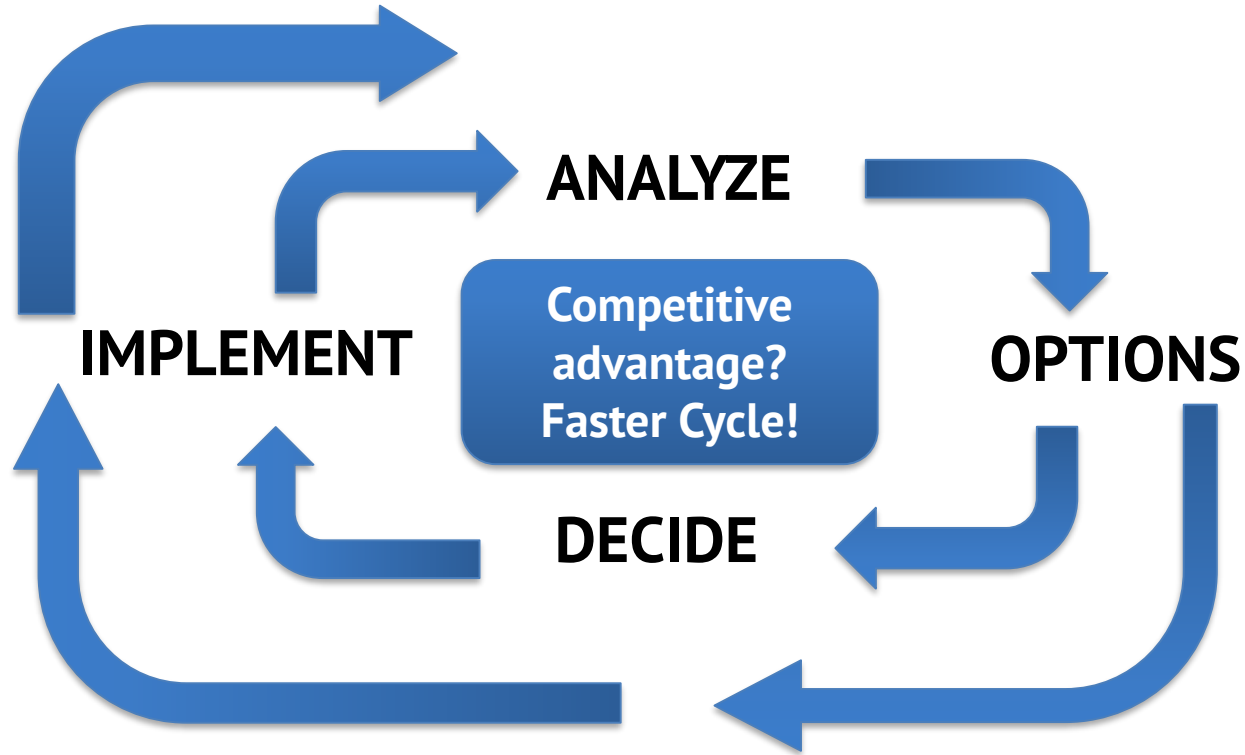 ANALYZE
Competitive
advantage?
Faster Cycle!
IMPLEMENT
OPTIONS
DECIDE